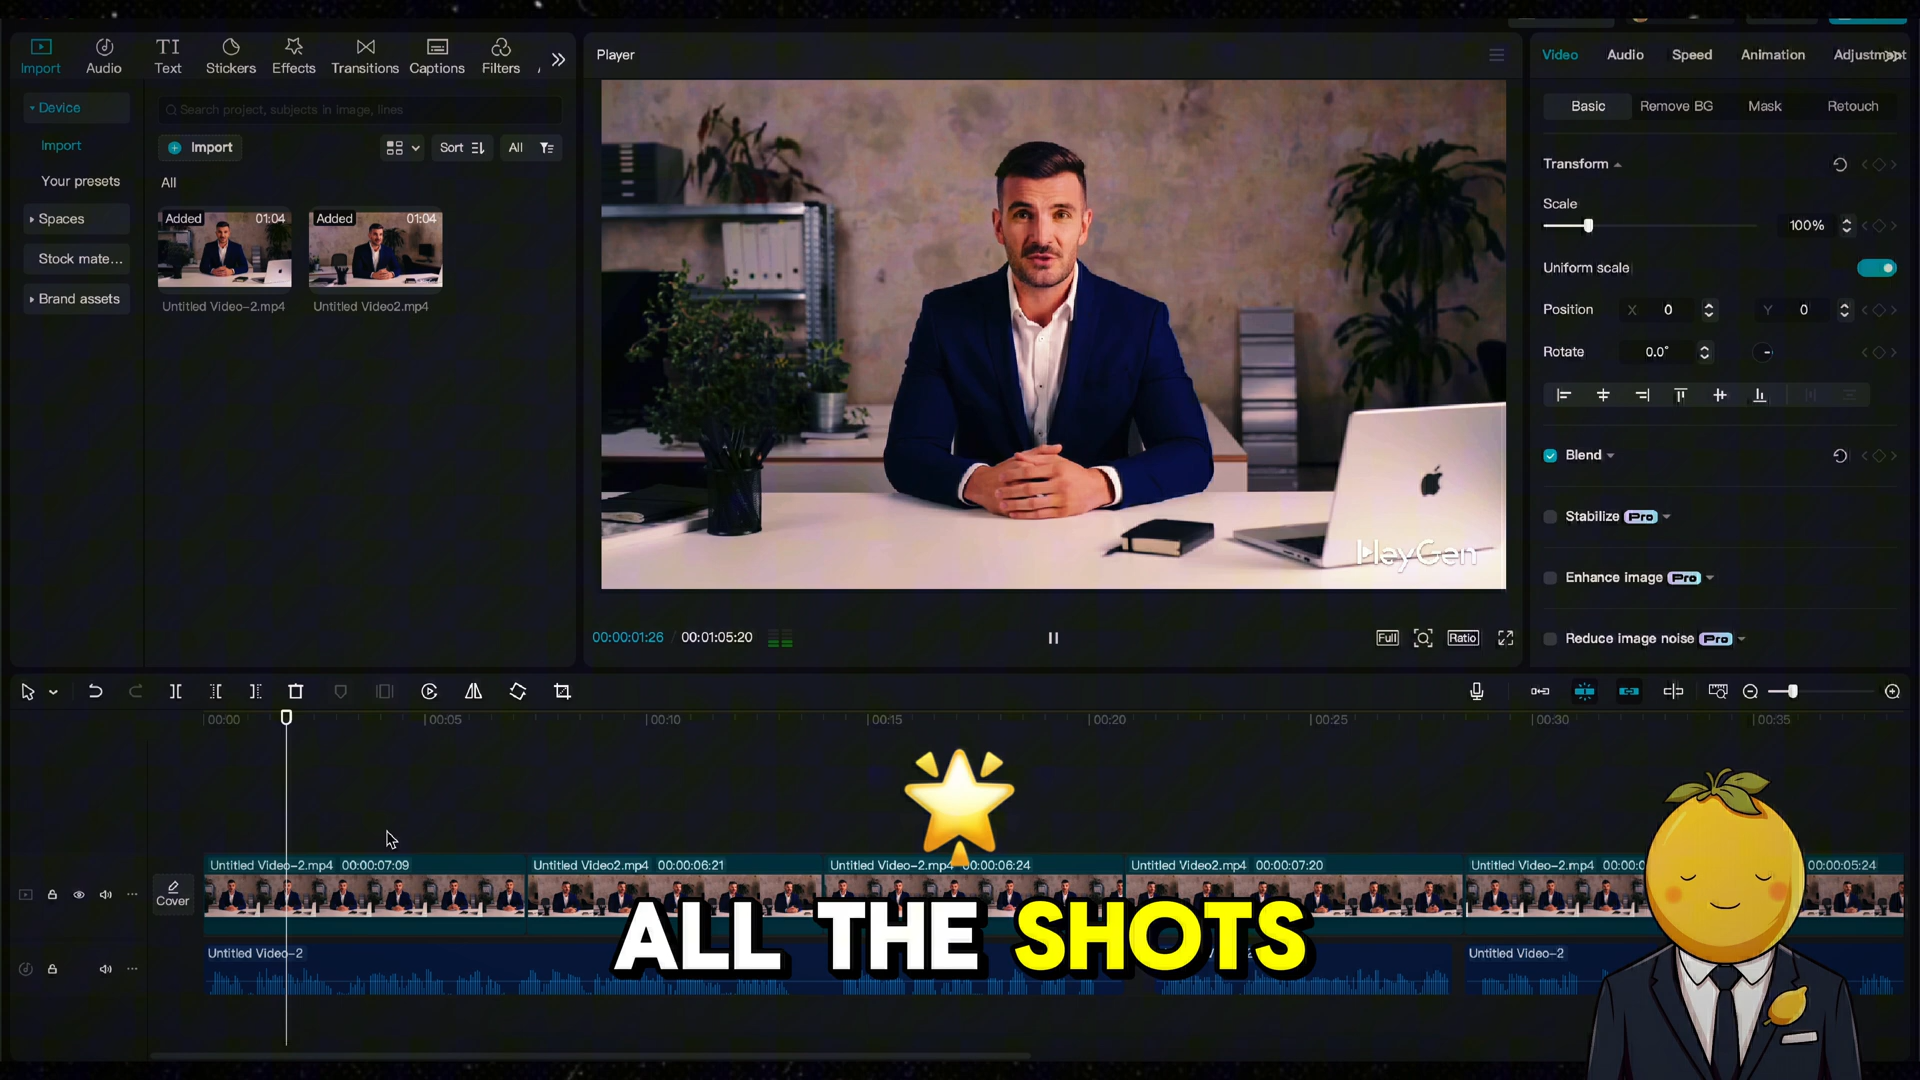 Import
Audio
Text
Stickers
Effects
Transitions
Captions
Filters
Device
Import
Your presets
Spaces
Stock mate...
Brand assets
Search project, subjects in image, lines
Import
Sort
All
All
Added 01:04
Added 01:04
Untitled Video-2.mp4
Untitled Video2.mp4
Player
HeyGen
00:00:01:26 / 00:01:05:20
Full
Ratio
Video
Audio
Speed
Animation
Adjustment
Basic
Remove BG
Mask
Retouch
Transform
Scale
100%
Uniform scale
Position X 0 Y 0
Rotate 0.0°
Blend
Stabilize Pro
Enhance image Pro
Reduce image noise Pro
00:00
00:05
00:10
00:15
00:20
00:25
00:30
00:35
Untitled Video-2.mp4 00:00:07:09
Untitled Video2.mp4 00:00:06:21
Untitled Video-2.mp4 00:00:06:24
Untitled Video2.mp4 00:00:07:20
Untitled Video-2.mp4 00:00:0
00:05:24
Cover
ALL THE SHOTS
Untitled Video-2
Untitled Video-2